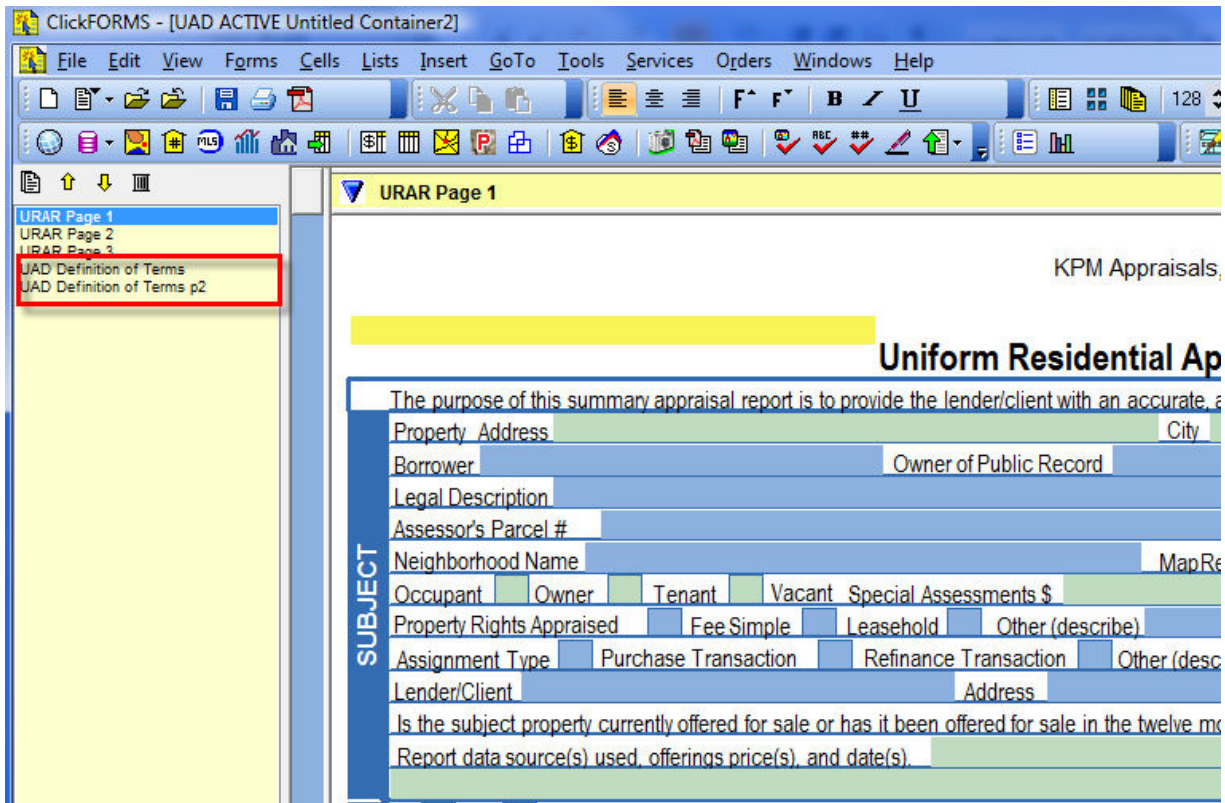 ClickFORMS - [UAD ACTIVE Untitled Container2]
File Edit View Forms Cells Lists Insert GoTo Tools Services Orders Windows Help
F F B I U 128
MLS ABC ##
URAR Page 1
URAR Page 2
URAR Page 3
UAD Definition of Terms
UAD Definition of Terms p2
URAR Page 1
KPM Appraisals,
Uniform Residential Ap
The purpose of this summary appraisal report is to provide the lender/client with an accurate, a
SUBJECT
Property Address City
Borrower Owner of Public Record
Legal Description
Assessor's Parcel #
Neighborhood Name Map Re
Occupant Owner Tenant Vacant Special Assessments $
Property Rights Appraised Fee Simple Leasehold Other (describe)
Assignment Type Purchase Transaction Refinance Transaction Other (desc
Lender/Client Address
Is the subject property currently offered for sale or has it been offered for sale in the twelve mo
Report data source(s) used, offerings price(s), and date(s).